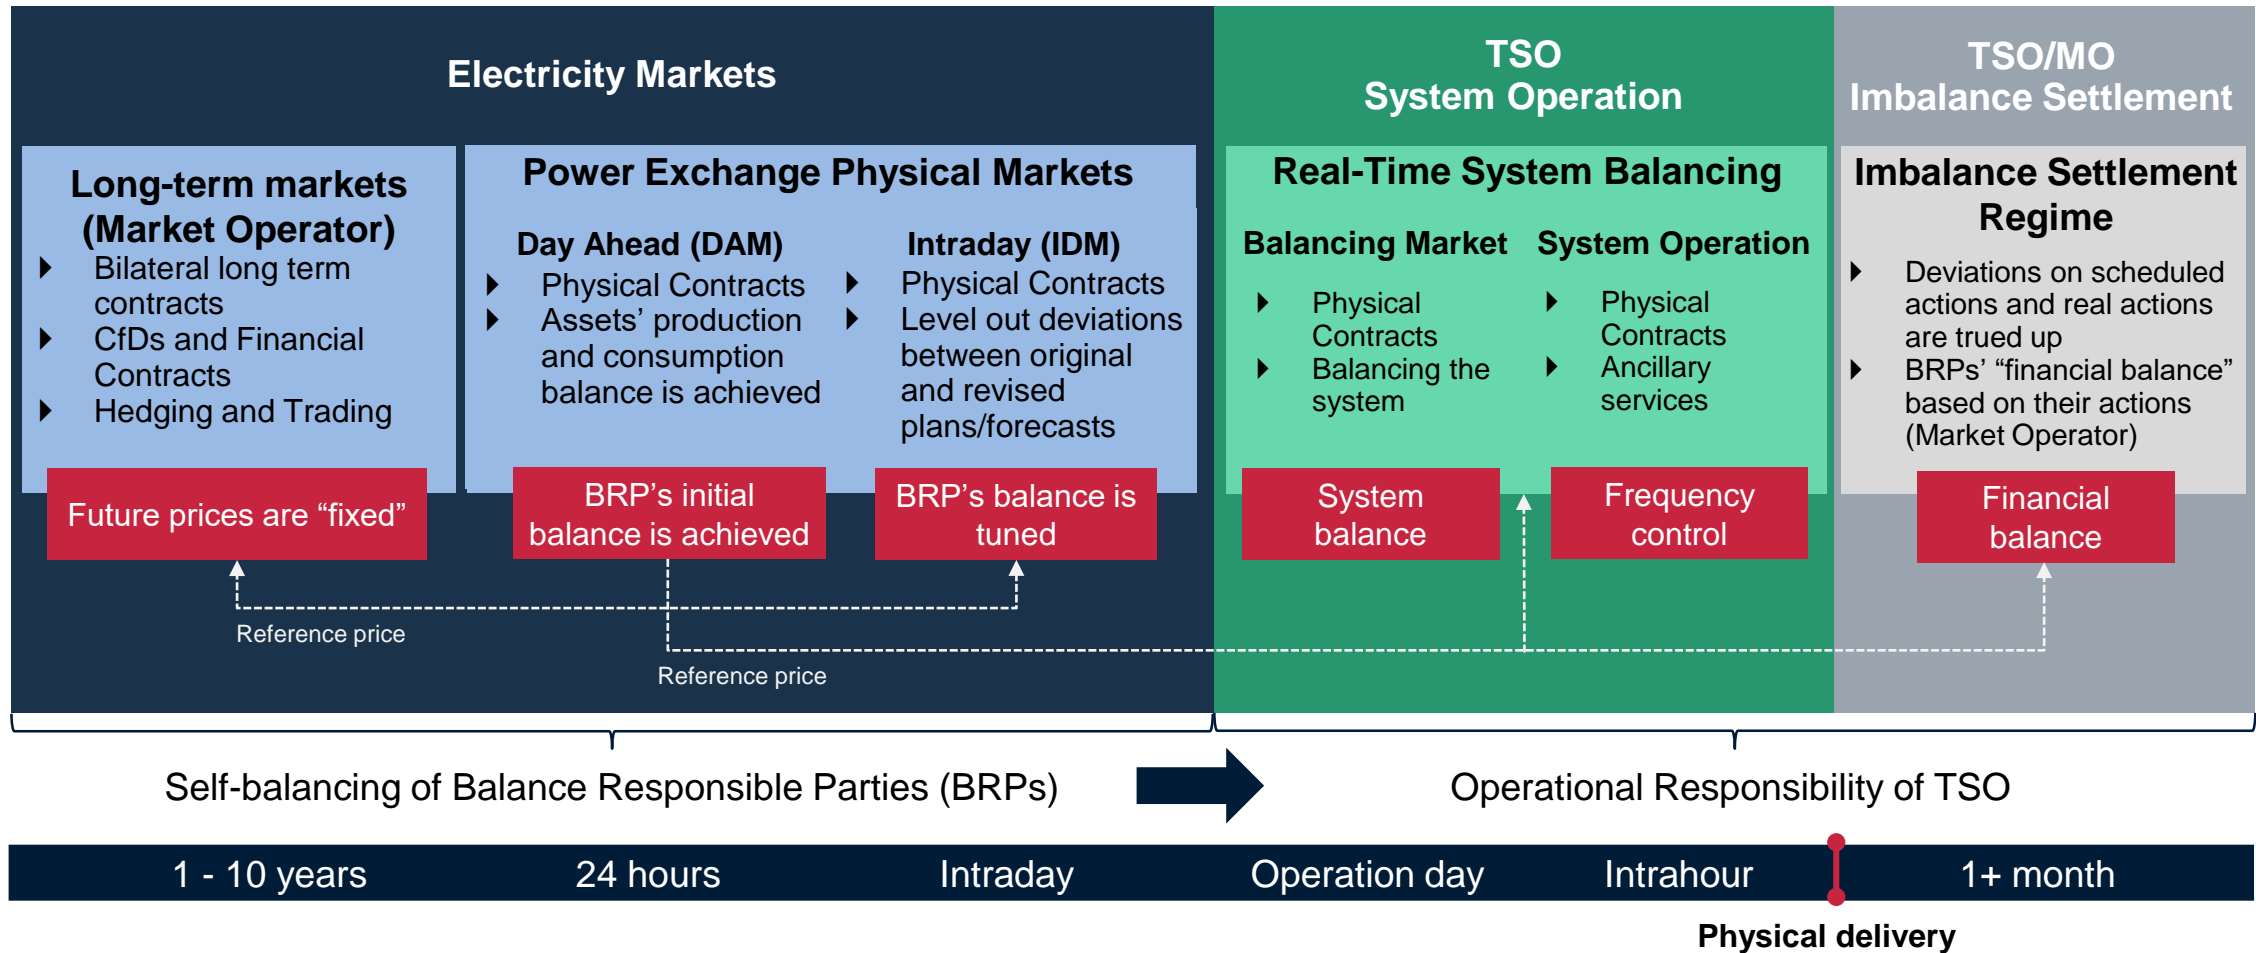 Electricity Markets
TSO
System Operation
TSO/MO
Imbalance Settlement
Long-term markets
(Market Operator)
Bilateral long term
contracts
CfDs and Financial
Contracts
Hedging and Trading
Future prices are “fixed”
Power Exchange Physical Markets
Day Ahead (DAM)
Physical Contracts
Assets’ production
and consumption
balance is achieved
BRP’s initial
balance is achieved
Intraday (IDM)
Physical Contracts
Level out deviations
between original
and revised
plans/forecasts
BRP’s balance is
tuned
Real-Time System Balancing
Balancing Market
Physical
Contracts
Balancing the
system
System
balance
System Operation
Physical
Contracts
Ancillary
services
Frequency
control
Imbalance Settlement
Regime
Deviations on scheduled
actions and real actions
are trued up
BRPs’ “financial balance”
based on their actions
(Market Operator)
Financial
balance
Reference price
Reference price
Self-balancing of Balance Responsible Parties (BRPs)
Operational Responsibility of TSO
1 - 10 years
24 hours
Intraday
Operation day
Intrahour
1+ month
Physical delivery